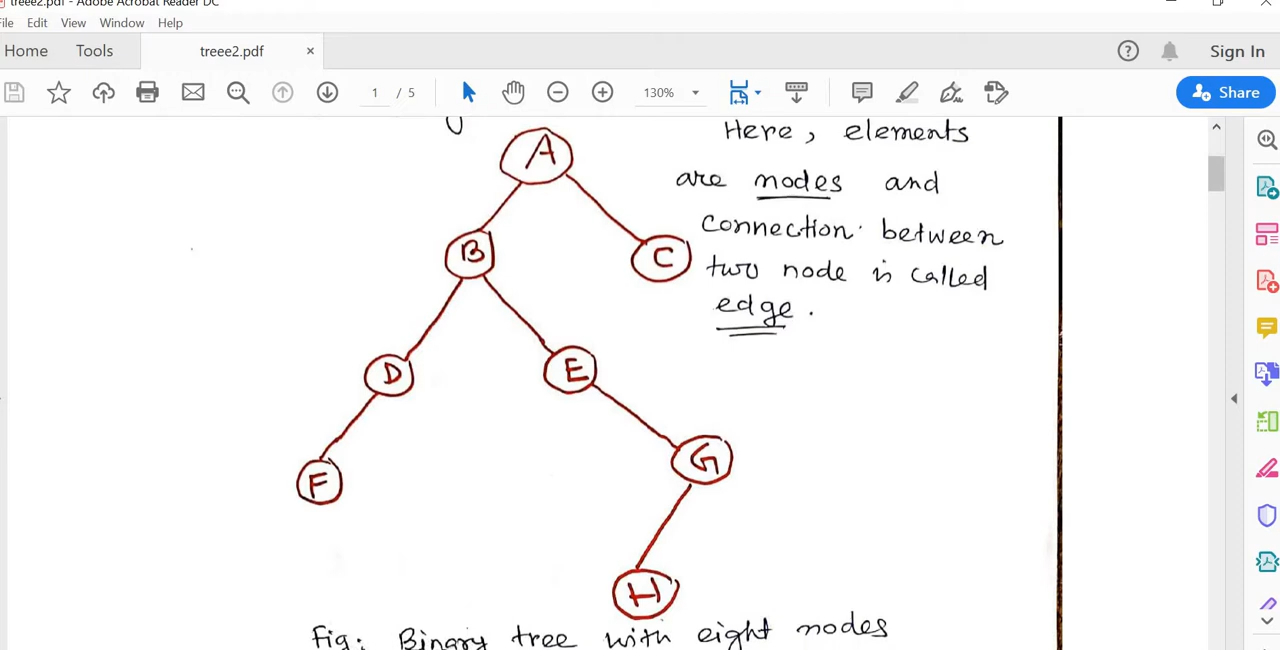 treee2.pdf - Adobe Acrobat Reader DC
File Edit View Window Help
Home Tools treee2.pdf × ? Sign In
1 / 5 130% Share
A
Here, elements
are nodes and
connection between
two node is called
edge.
B
C
D
E
F
G
H
Fig: Binary tree with eight nodes